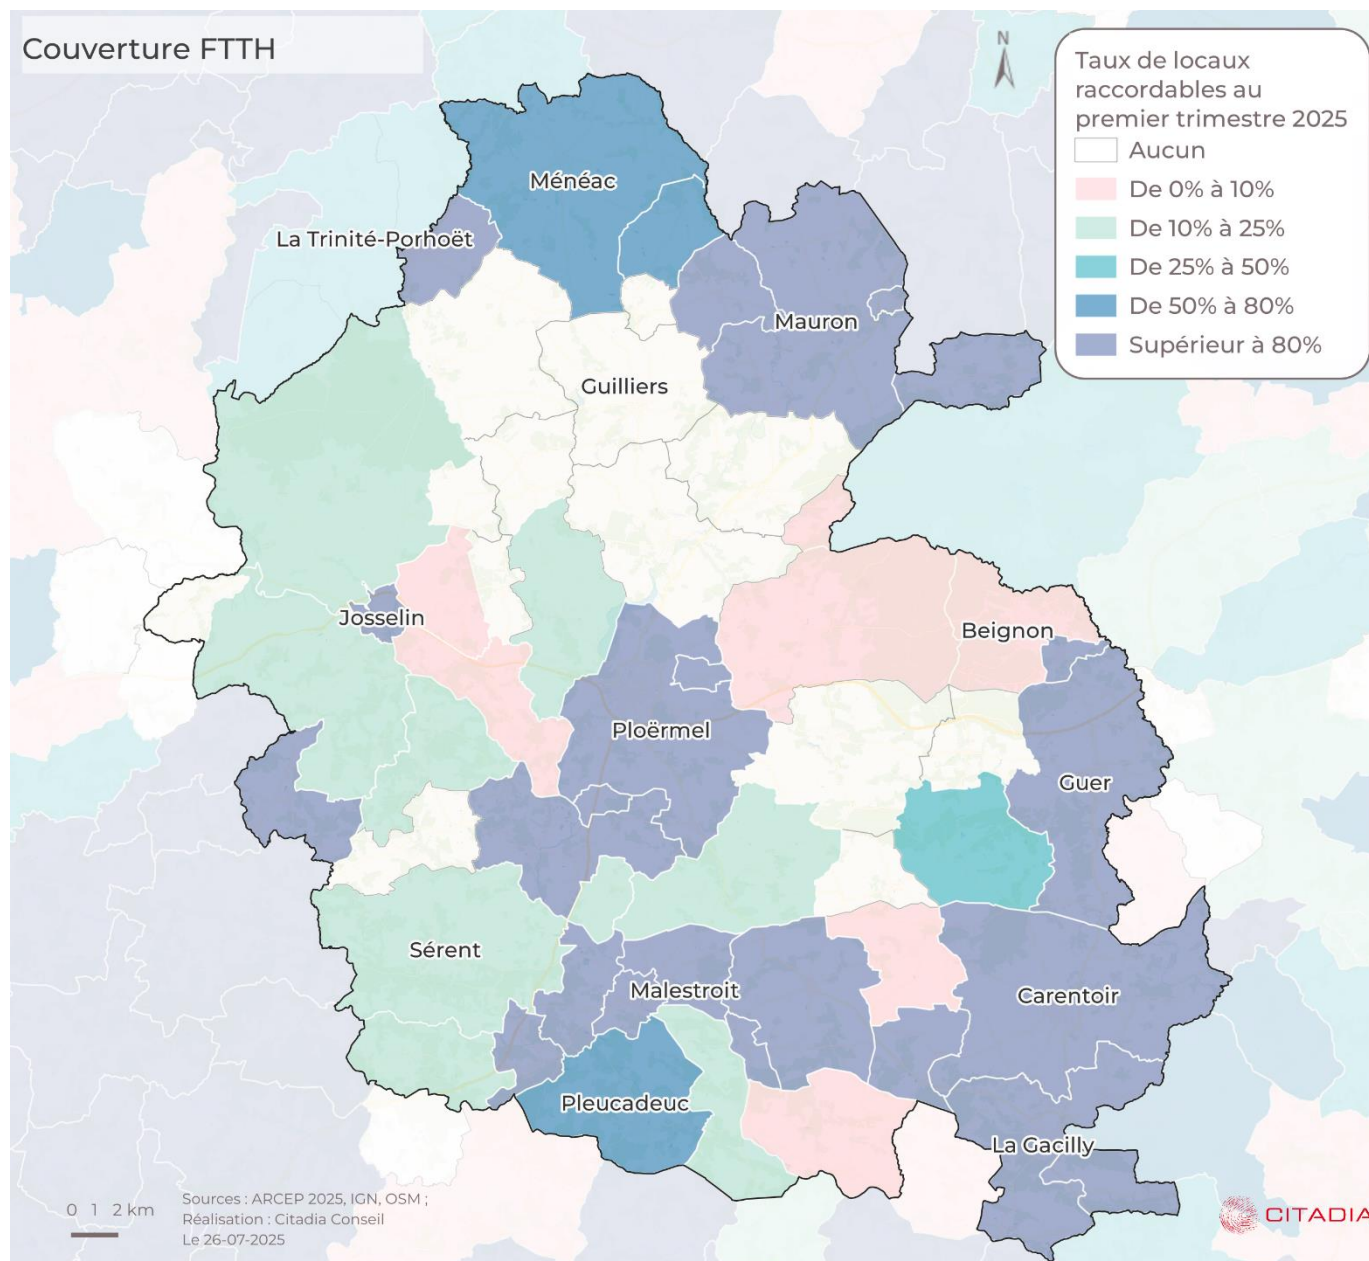 Couverture FTTH
N
Taux de locaux
raccordables au
premier trimestre 2025
Aucun
De 0% à 10%
De 10% à 25%
De 25% à 50%
De 50% à 80%
Supérieur à 80%
Ménéac
La Trinité-Porhoët
Mauron
Guilliers
Josselin
Beignon
Ploërmel
Guer
Sérent
Malestroit
Carentoir
Pleucadeuc
La Gacilly
0 1 2 km
Sources : ARCEP 2025, IGN, OSM ;
Réalisation : Citadia Conseil
Le 26-07-2025
CITADIA